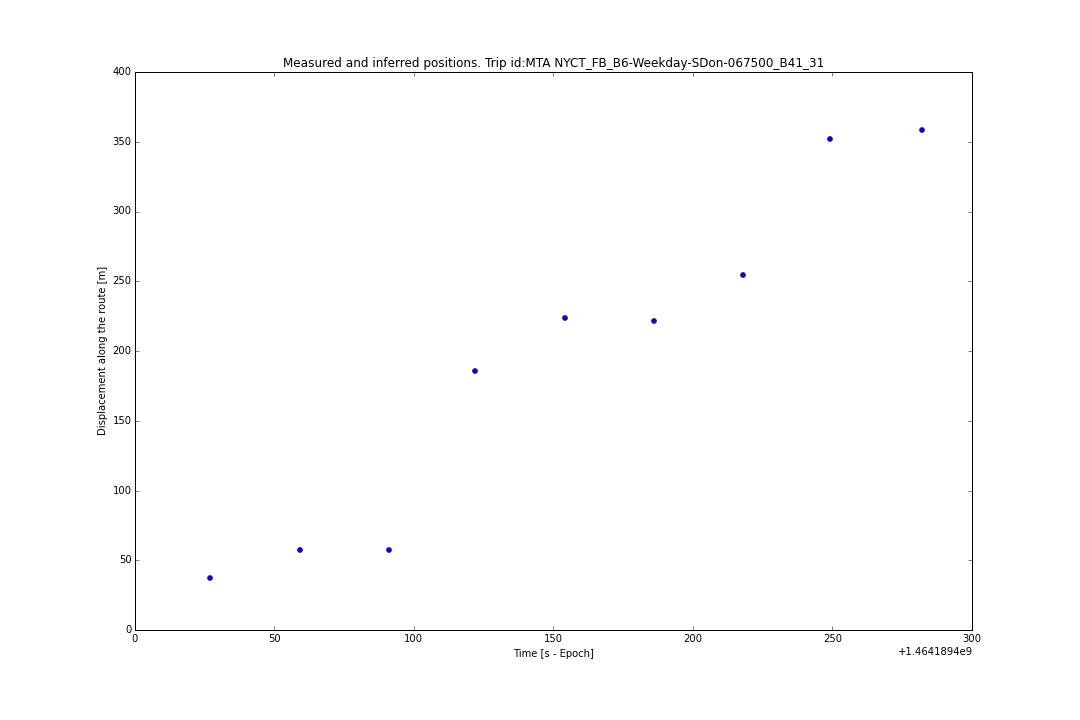 Measured and inferred positions. Trip id:MTA NYCT_FB_B6-Weekday-SDon-067500_B41_31
400
350
300
250
200
150
100
50
0
Displacement along the route [m]
0 50 100 150 200 250 300
Time [s - Epoch]
+1.4641894e9